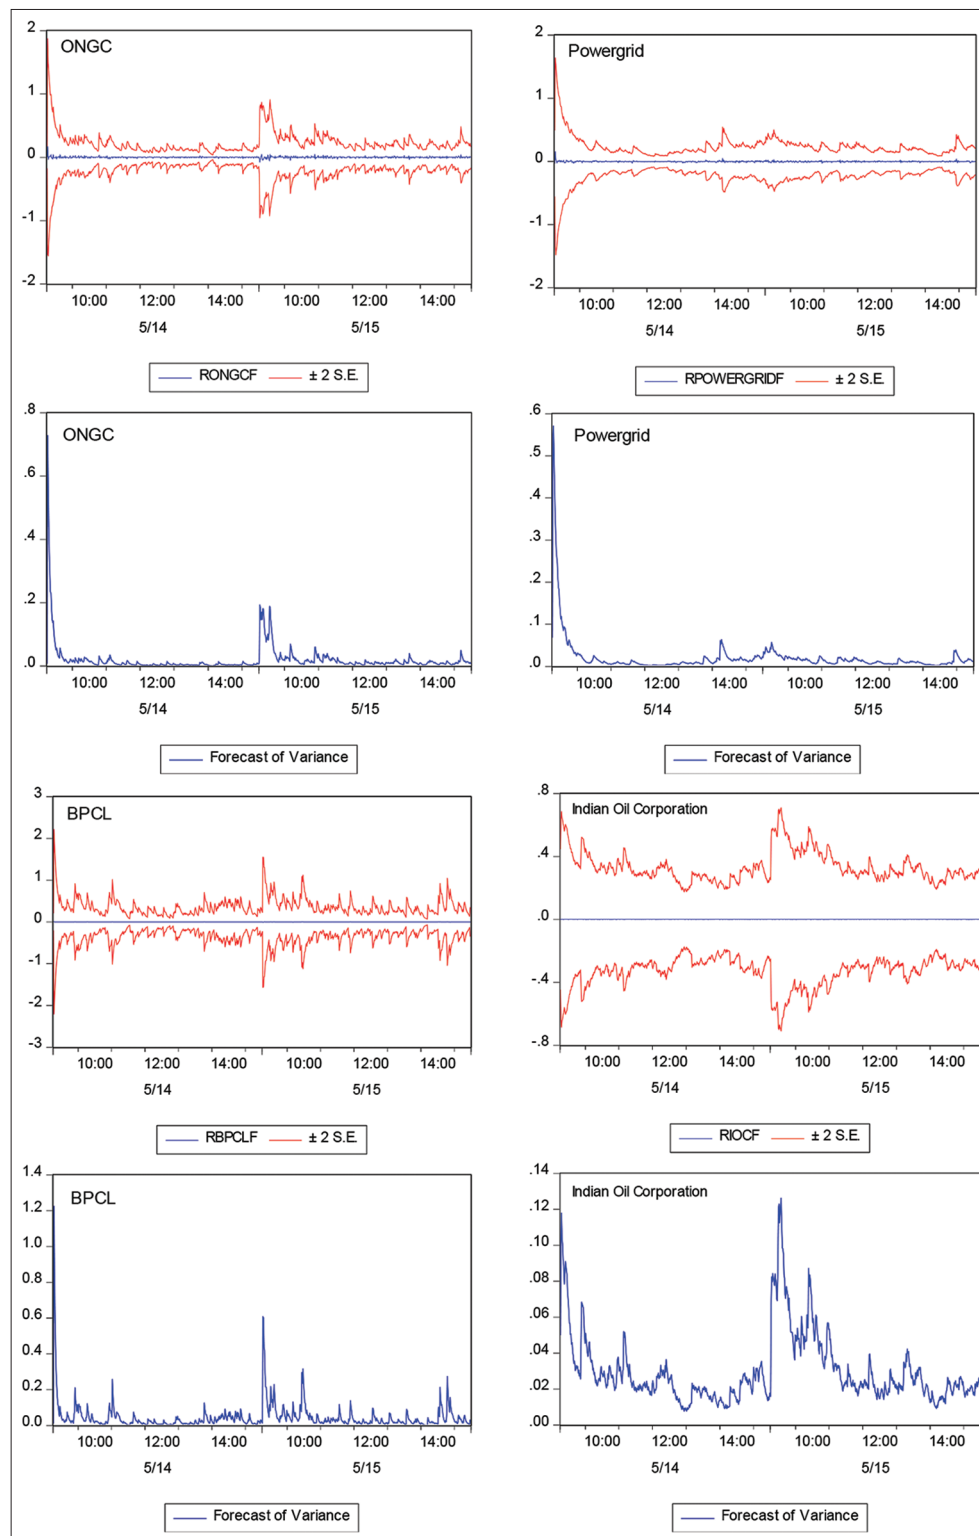 ONGC
2
1
0
-1
-2
10:00 12:00 14:00 10:00 12:00 14:00
5/14 5/15
RONGCF ± 2 S.E.
Powergrid
2
1
0
-1
-2
10:00 12:00 14:00 10:00 12:00 14:00
5/14 5/15
RPOWERGRIDF ± 2 S.E.
ONGC
.8
.6
.4
.2
.0
10:00 12:00 14:00 10:00 12:00 14:00
5/14 5/15
Forecast of Variance
Powergrid
.6
.5
.4
.3
.2
.1
.0
10:00 12:00 14:00 10:00 12:00 14:00
5/14 5/15
Forecast of Variance
BPCL
3
2
1
0
-1
-2
-3
10:00 12:00 14:00 10:00 12:00 14:00
5/14 5/15
RBPCLF ± 2 S.E.
Indian Oil Corporation
.8
.4
.0
-.4
-.8
10:00 12:00 14:00 10:00 12:00 14:00
5/14 5/15
RIOCF ± 2 S.E.
BPCL
1.4
1.2
1.0
0.8
0.6
0.4
0.2
0.0
10:00 12:00 14:00 10:00 12:00 14:00
5/14 5/15
Forecast of Variance
Indian Oil Corporation
.14
.12
.10
.08
.06
.04
.02
.00
10:00 12:00 14:00 10:00 12:00 14:00
5/14 5/15
Forecast of Variance